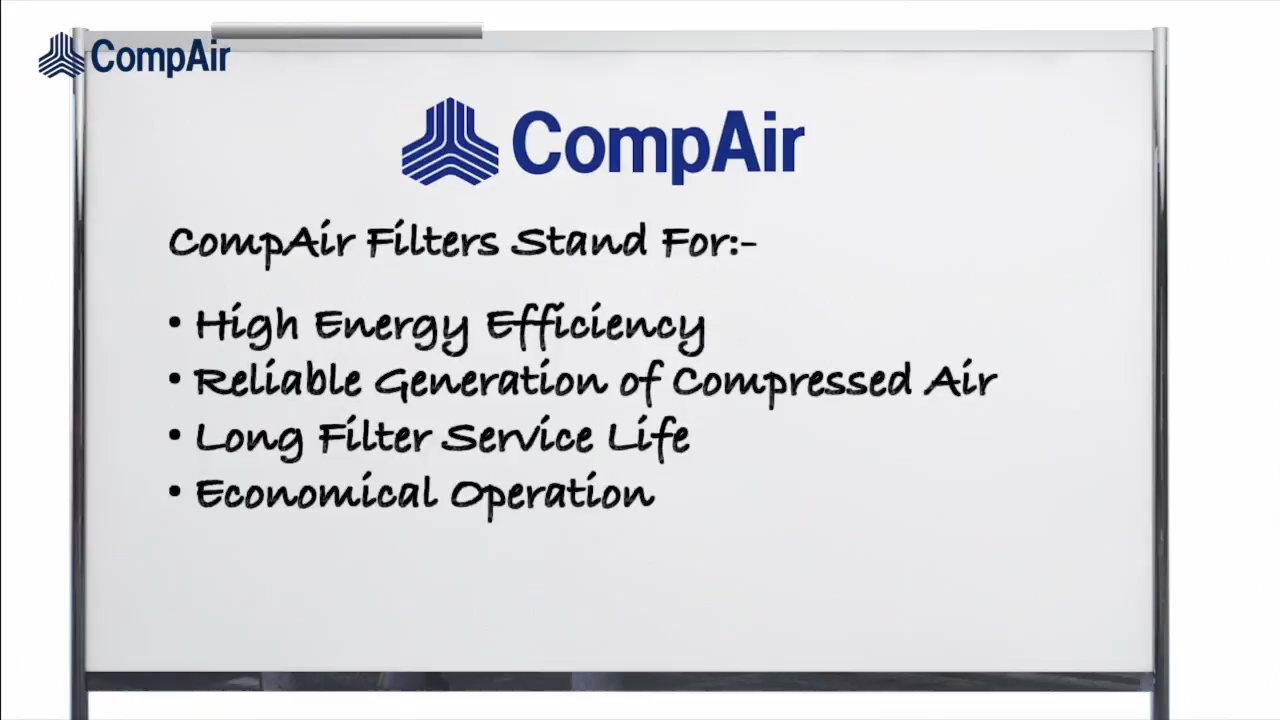 CompAir
CompAir
CompAir Filters Stand For:-
• High Energy Efficiency
• Reliable Generation of Compressed Air
• Long Filter Service Life
• Economical Operation